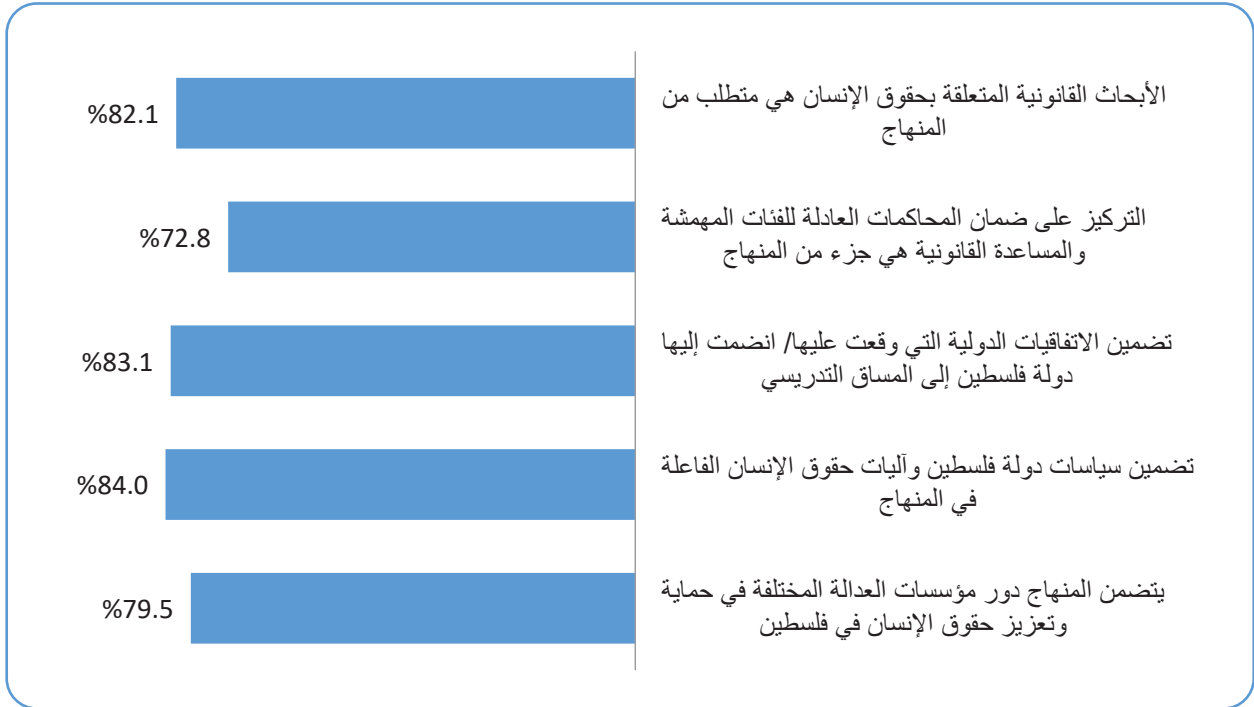 الأبحاث القانونية المتعلقة بحقوق الإنسان هي متطلب من
المنهاج
%82.1
التركيز على ضمان المحاكمات العادلة للفئات المهمشة
والمساعدة القانونية هي جزء من المنهاج
%72.8
تضمين الاتفاقيات الدولية التي وقعت عليها/ انضمت إليها
دولة فلسطين إلى المساق التدريسي
%83.1
تضمين سياسات دولة فلسطين وآليات حقوق الإنسان الفاعلة
في المنهاج
%84.0
يتضمن المنهاج دور مؤسسات العدالة المختلفة في حماية
وتعزيز حقوق الإنسان في فلسطين
%79.5